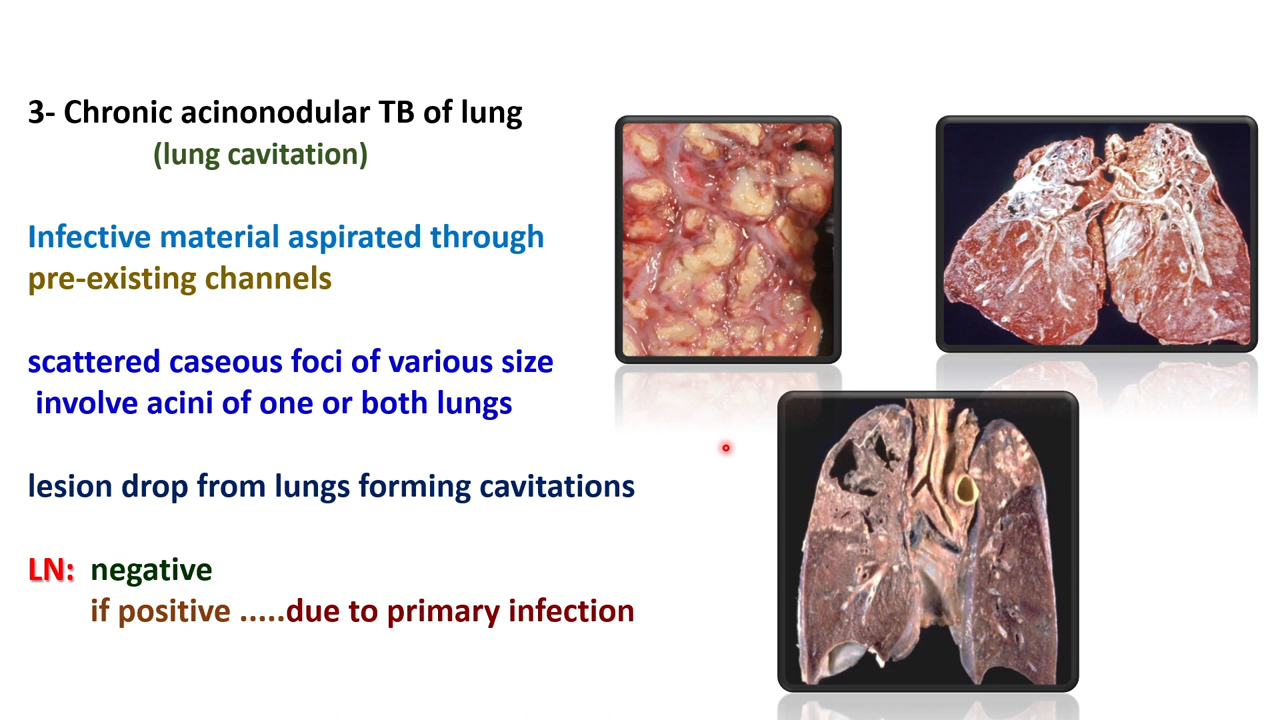 3- Chronic acinonodular TB of lung
(lung cavitation)
Infective material aspirated through
pre-existing channels
scattered caseous foci of various size
involve acini of one or both lungs
lesion drop from lungs forming cavitations
LN: negative
if positive .....due to primary infection